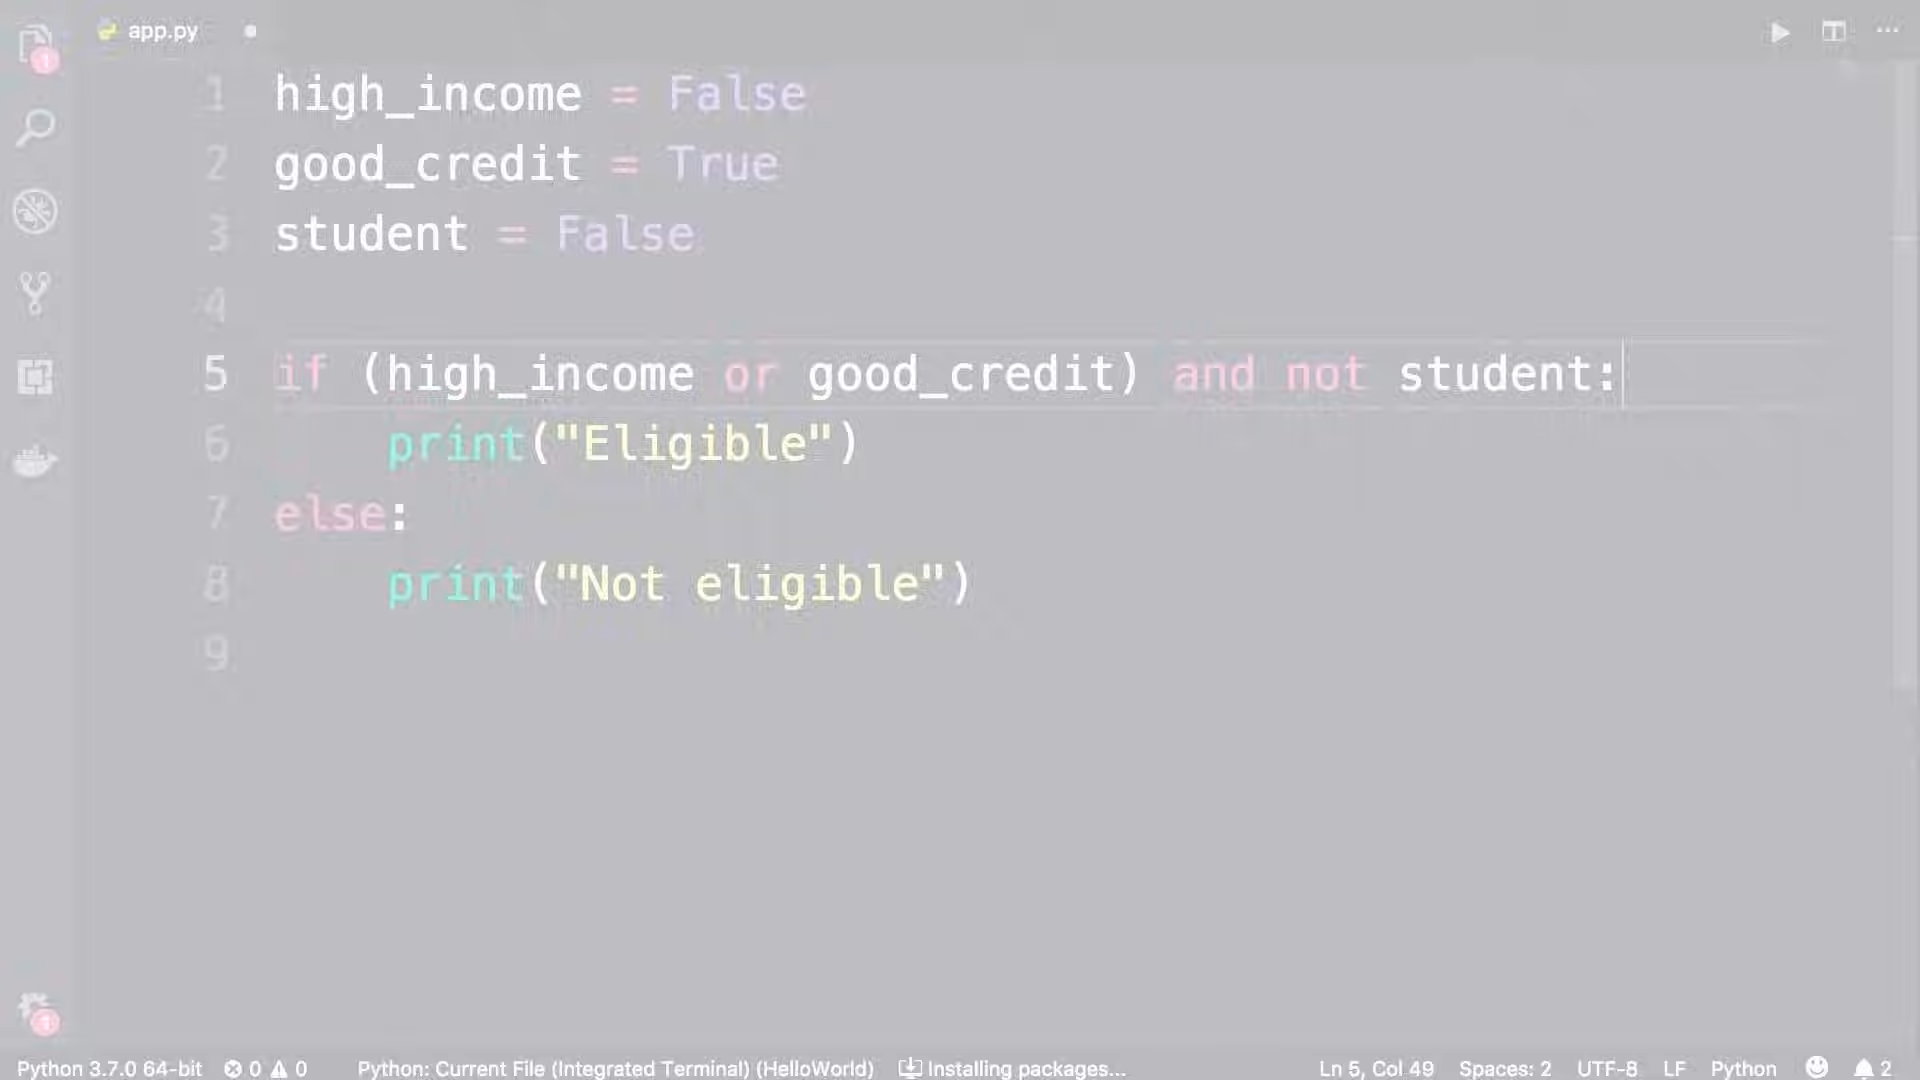 app.py
1
1 high_income = False
2 good_credit = True
3 student = False
4
5 if (high_income or good_credit) and not student:
6     print("Eligible")
7 else:
8     print("Not eligible")
9
1
Python 3.7.0 64-bit 0 0 Python: Current File (Integrated Terminal) (HelloWorld) Installing packages... Ln 5, Col 49 Spaces: 2 UTF-8 LF Python 2